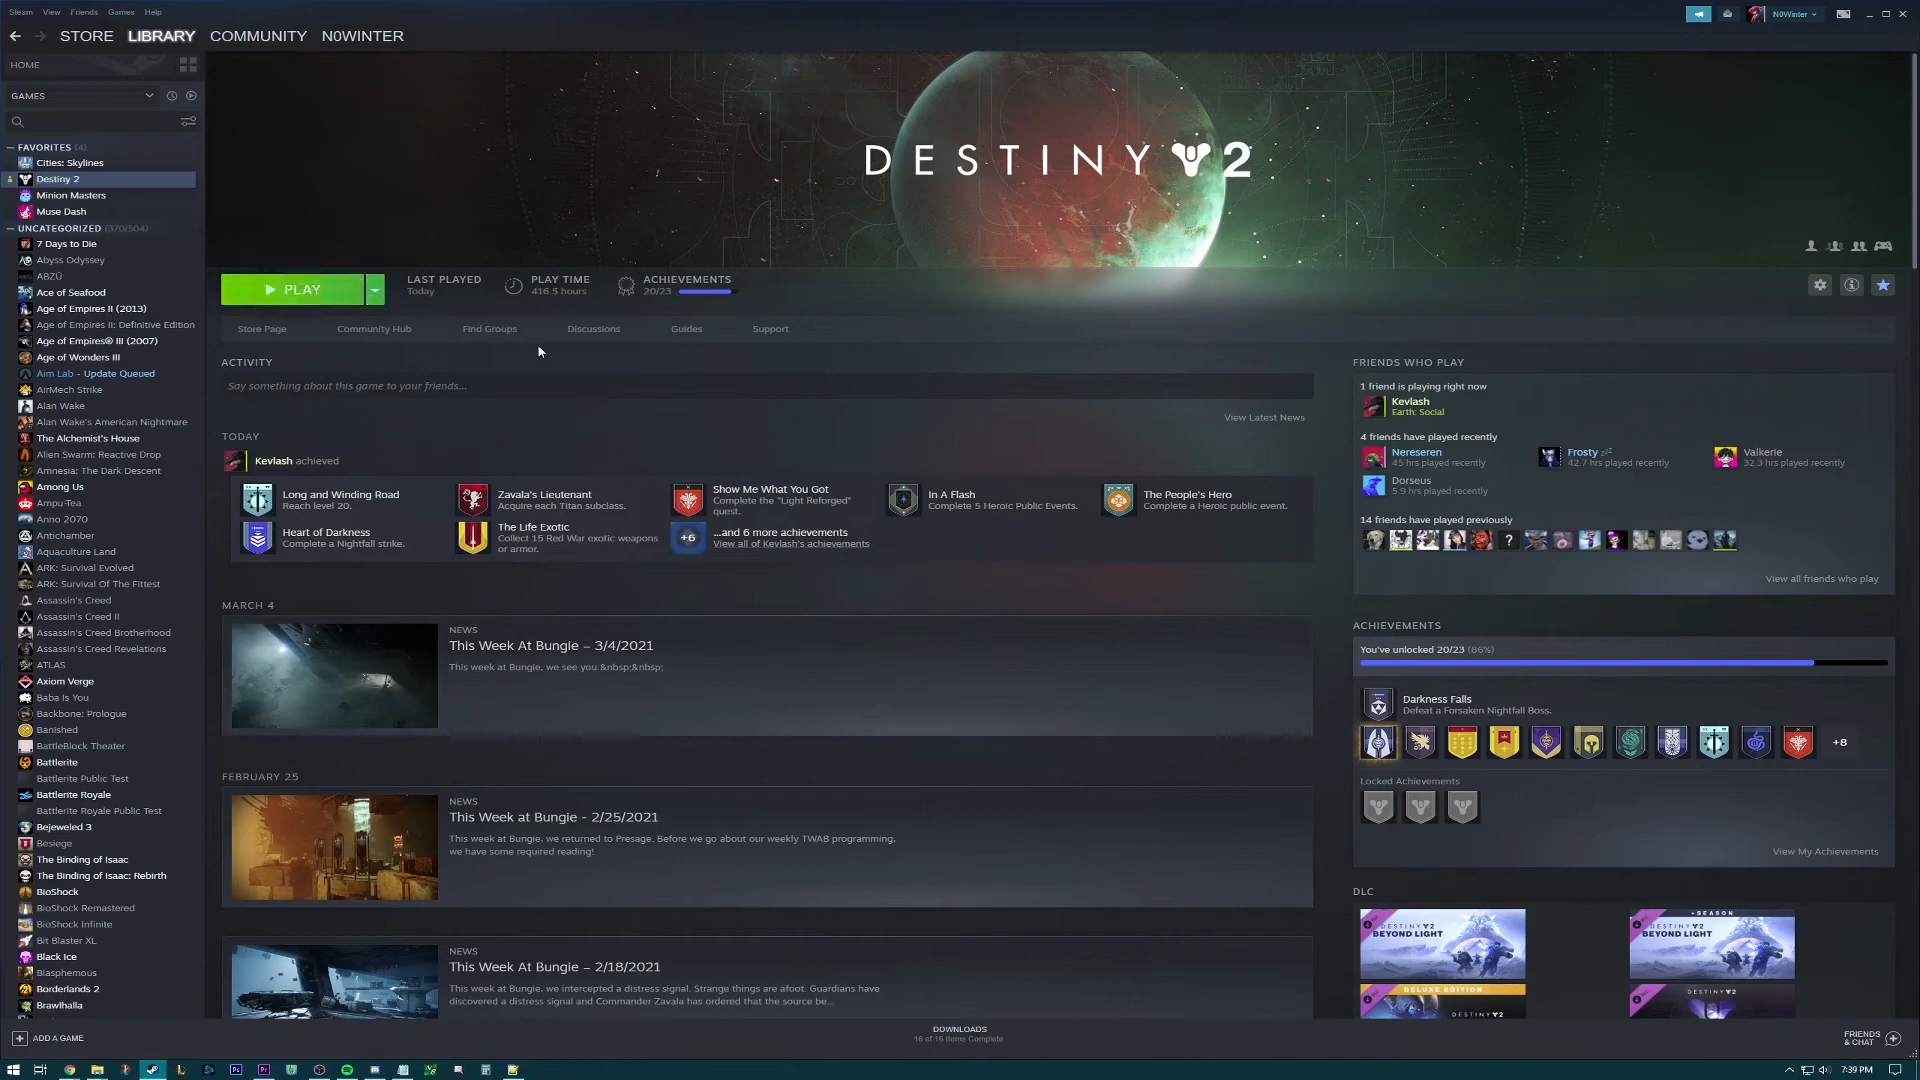 Steam View Friends Games Help
N0Winter
STORE LIBRARY COMMUNITY N0WINTER
HOME
GAMES
FAVORITES (4)
Cities: Skylines
Destiny 2
Minion Masters
Muse Dash
UNCATEGORIZED (370/504)
7 Days to Die
Abyss Odyssey
ABZÛ
Ace of Seafood
Age of Empires II (2013)
Age of Empires II: Definitive Edition
Age of Empires® III (2007)
Age of Wonders III
Aim Lab - Update Queued
AirMech Strike
Alan Wake
Alan Wake's American Nightmare
The Alchemist's House
Alien Swarm: Reactive Drop
Amnesia: The Dark Descent
Among Us
Ampu-Tea
Anno 2070
Antichamber
Aquaculture Land
ARK: Survival Evolved
ARK: Survival Of The Fittest
Assassin's Creed
Assassin's Creed II
Assassin's Creed Brotherhood
Assassin's Creed Revelations
ATLAS
Axiom Verge
Baba Is You
Backbone: Prologue
Banished
BattleBlock Theater
Battlerite
Battlerite Public Test
Battlerite Royale
Battlerite Royale Public Test
Bejeweled 3
Besiege
The Binding of Isaac
The Binding of Isaac: Rebirth
BioShock
BioShock Remastered
BioShock Infinite
Bit Blaster XL
Black Ice
Blasphemous
Borderlands 2
Brawlhalla
ADD A GAME
DESTINY 2
PLAY
LAST PLAYED
Today
PLAY TIME
416.5 hours
ACHIEVEMENTS
20/23
Store Page Community Hub Find Groups Discussions Guides Support
ACTIVITY
Say something about this game to your friends...
View Latest News
TODAY
Kevlash achieved
Long and Winding Road
Reach level 20.
Zavala's Lieutenant
Acquire each Titan subclass.
Show Me What You Got
Complete the "Light Reforged"
quest.
In A Flash
Complete 5 Heroic Public Events.
The People's Hero
Complete a Heroic public event.
Heart of Darkness
Complete a Nightfall strike.
The Life Exotic
Collect 15 Red War exotic weapons
or armor.
+6
...and 6 more achievements
View all of Kevlash's achievements
MARCH 4
NEWS
This Week At Bungie – 3/4/2021
This week at Bungie, we see you.&nbsp;&nbsp;
FEBRUARY 25
NEWS
This Week at Bungie - 2/25/2021
This week at Bungie, we returned to Presage. Before we go about our weekly TWAB programming,
we have some required reading!
NEWS
This Week At Bungie – 2/18/2021
This week at Bungie, we intercepted a distress signal. Strange things are afoot. Guardians have
discovered a distress signal and Commander Zavala has ordered that the source be...
FRIENDS WHO PLAY
1 friend is playing right now
Kevlash
Earth: Social
4 friends have played recently
Nereseren
45 hrs played recently
Frosty zzz
42.7 hrs played recently
Valkerie
32.3 hrs played recently
Dorseus
5.9 hrs played recently
14 friends have played previously
?
View all friends who play
ACHIEVEMENTS
You've unlocked 20/23 (86%)
Darkness Falls
Defeat a Forsaken Nightfall Boss.
+8
Locked Achievements
View My Achievements
DLC
DESTINY 2
BEYOND LIGHT
+ SEASON
DESTINY 2
BEYOND LIGHT
DELUXE EDITION
DESTINY 2
DESTINY 2
DOWNLOADS
16 of 16 Items Complete
FRIENDS
& CHAT
Ps
Pr
7:39 PM